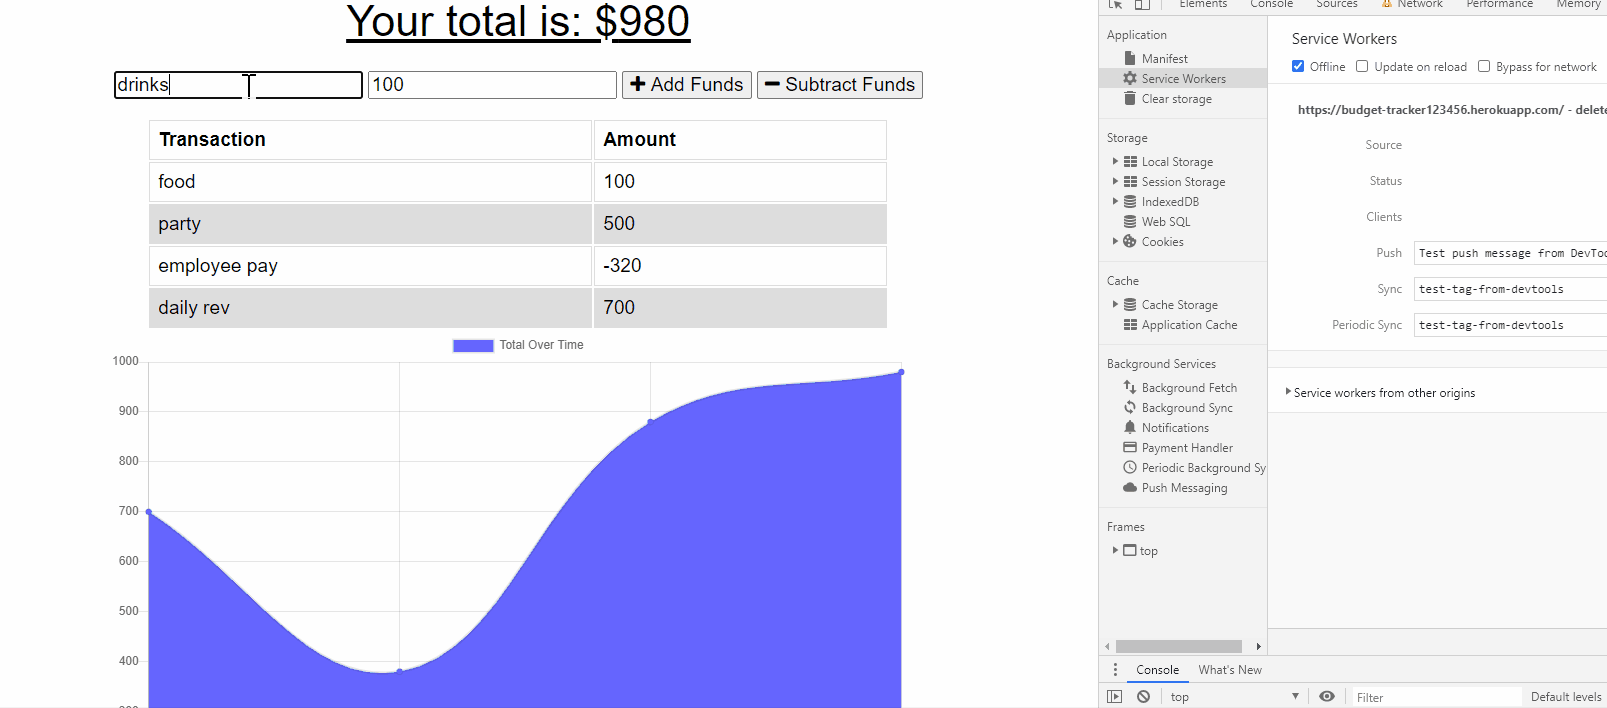 Your total is: $980
drinks
100
Add Funds
Subtract Funds
Transaction Amount
food 100
party 500
employee pay -320
daily rev 700
Total Over Time
1000
900
800
700
600
500
400
Elements Console Sources Network Performance Memory
Application
Manifest
Service Workers
Clear storage
Storage
Local Storage
Session Storage
IndexedDB
Web SQL
Cookies
Cache
Cache Storage
Application Cache
Background Services
Background Fetch
Background Sync
Notifications
Payment Handler
Periodic Background Sy
Push Messaging
Frames
top
Service Workers
Offline Update on reload Bypass for network
https://budget-tracker123456.herokuapp.com/ - delete
Source
Status
Clients
Push Test push message from DevToo
Sync test-tag-from-devtools
Periodic Sync test-tag-from-devtools
Service workers from other origins
Console What's New
top Filter Default levels